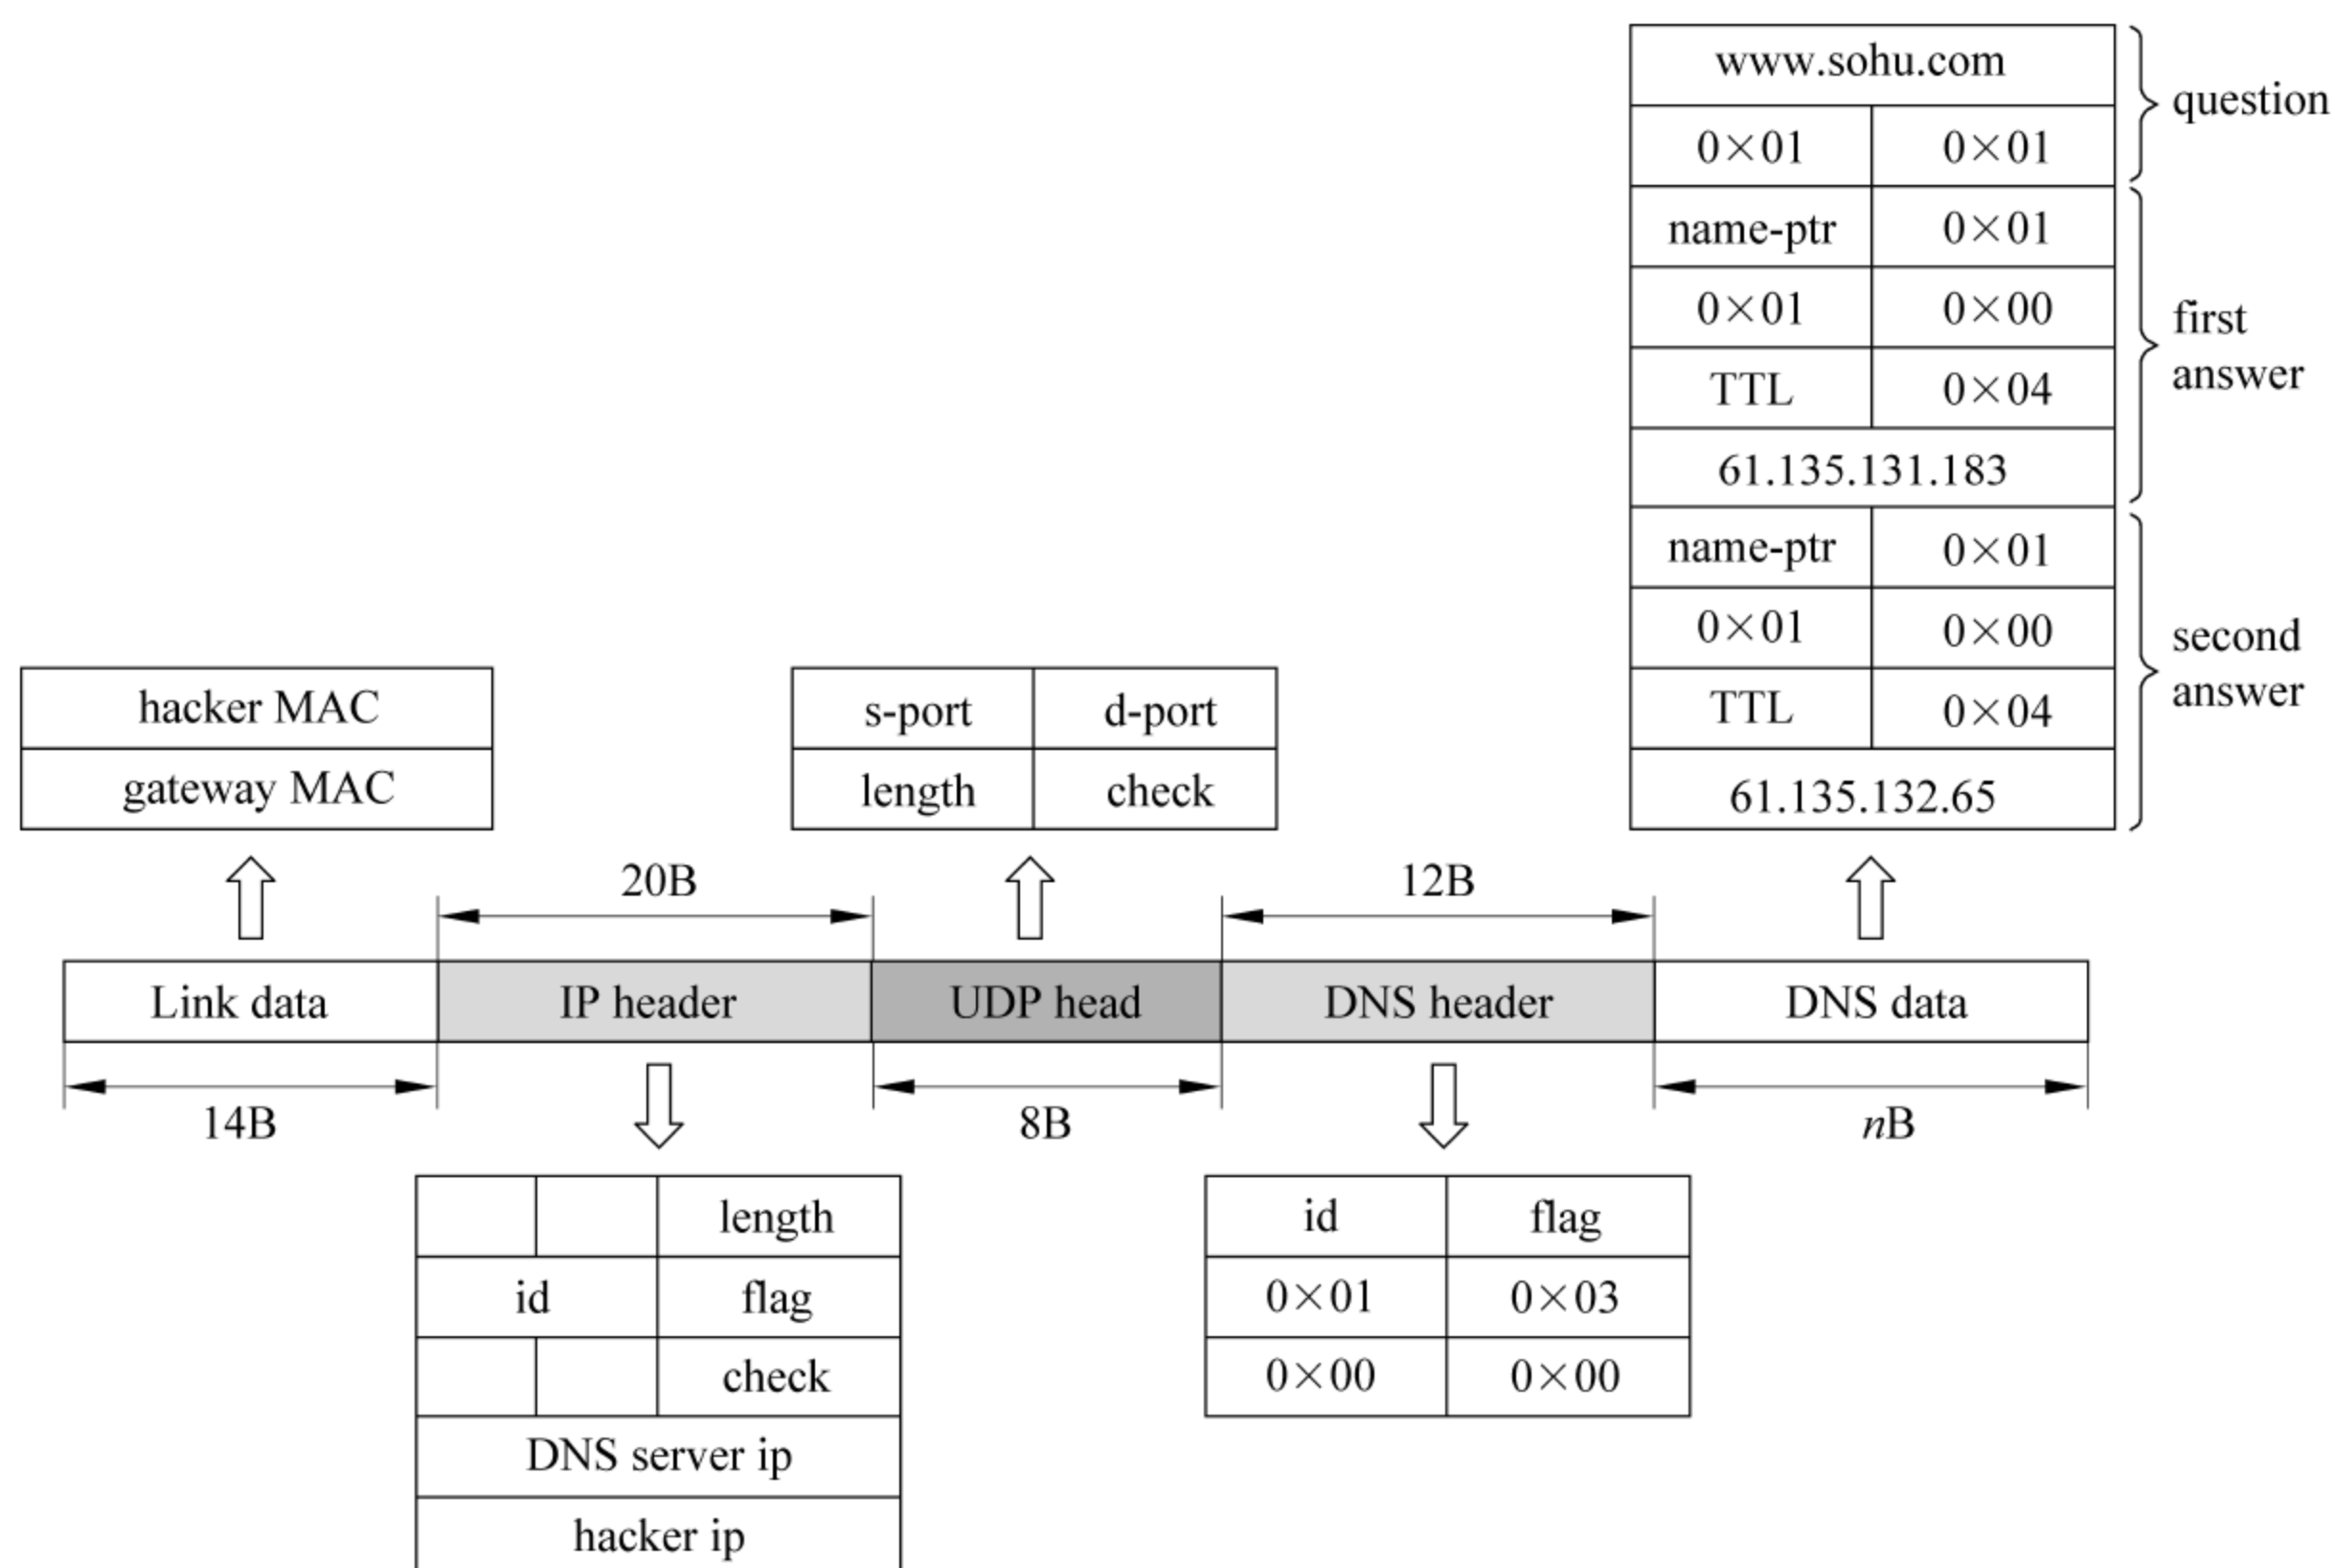 www.sohu.com
0×01 0×01
question
name-ptr 0×01
0×01 0×00
TTL 0×04
61.135.131.183
first
answer
name-ptr 0×01
0×01 0×00
TTL 0×04
61.135.132.65
second
answer
hacker MAC
gateway MAC
s-port d-port
length check
20B 12B
Link data IP header UDP head DNS header DNS data
14B 8B nB
length
id flag
check
DNS server ip
hacker ip
id flag
0×01 0×03
0×00 0×00